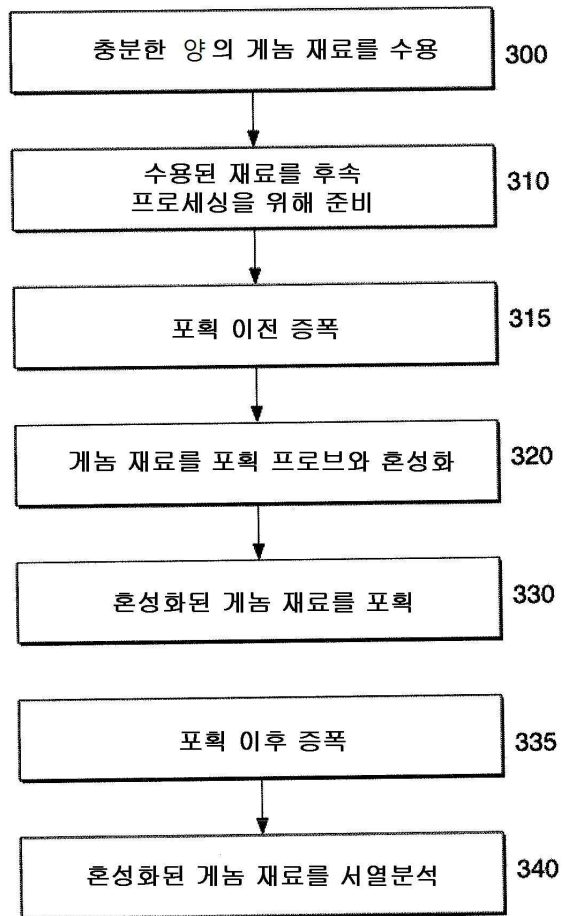 충분한 양의 게놈 재료를 수용
300
수용된 재료를 후속
프로세싱을 위해 준비
310
포획 이전 증폭
315
게놈 재료를 포획 프로브와 혼성화
320
혼성화된 게놈 재료를 포획
330
포획 이후 증폭
335
혼성화된 게놈 재료를 서열분석
340